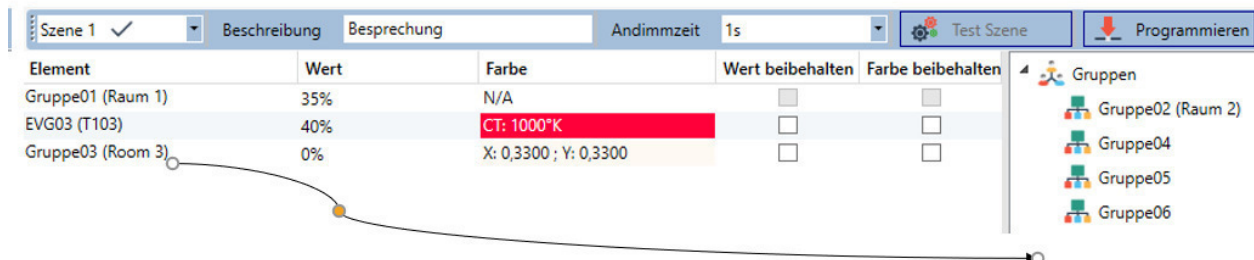 Szene 1 Beschreibung Besprechung Andimmzeit 1s Test Szene Programmieren
Element Wert Farbe Wert beibehalten Farbe beibehalten
Gruppen
Gruppe01 (Raum 1) 35% N/A
Gruppe02 (Raum 2)
EVG03 (T103) 40% CT: 1000°K
Gruppe04
Gruppe03 (Room 3) 0% X: 0,3300 ; Y: 0,3300
Gruppe05
Gruppe06